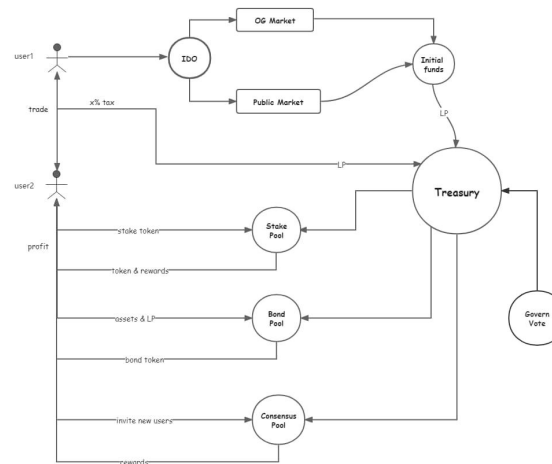 OG Market
user1
IDO
Initial
funds
Public Market
x% tax
trade
LP
LP
user2
Treasury
stake token
Stake
Pool
profit
token & rewards
assets & LP
Bond
Pool
Govern
Vote
bond token
invite new users
Consensus
Pool
rewards